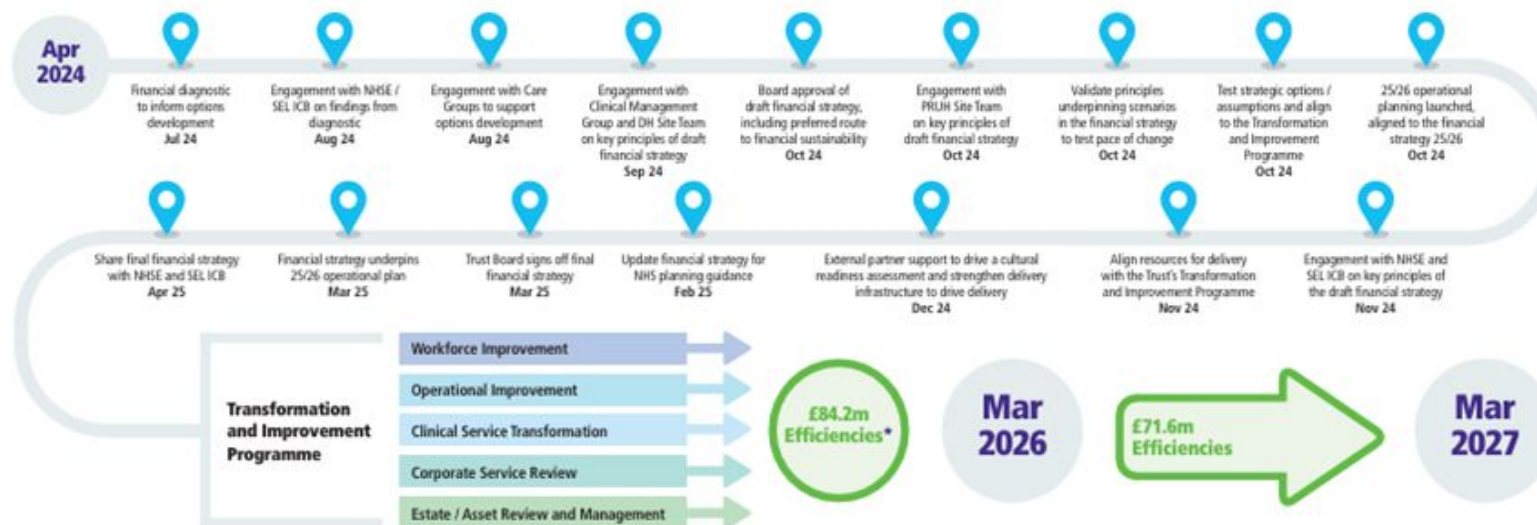 Apr
2024
Financial diagnostic
to inform options
development
Jul 24
Engagement with NHSE /
SEL ICB on findings from
diagnostic
Aug 24
Engagement with Care
Groups to support
options development
Aug 24
Engagement with
Clinical Management
Group and DH Site Team
on key principles of draft
financial strategy
Sep 24
Board approval of
draft financial strategy,
including preferred route
to financial sustainability
Oct 24
Engagement with
PRUH Site Team
on key principles of
draft financial strategy
Oct 24
Validate principles
underpinning scenarios
in the financial strategy
to test pace of change
Oct 24
Test strategic options /
assumptions and align
to the Transformation
and Improvement
Programme
Oct 24
25/26 operational
planning launched,
aligned to the financial
strategy 25/26
Oct 24
Share final financial strategy
with NHSE and SEL ICB
Apr 25
Financial strategy underpins
25/26 operational plan
Mar 25
Trust Board signs off final
financial strategy
Mar 25
Update financial strategy for
NHS planning guidance
Feb 25
External partner support to drive a cultural
readiness assessment and strengthen delivery
infrastructure to drive delivery
Dec 24
Align resources for delivery
with the Trust's Transformation
and Improvement Programme
Nov 24
Engagement with NHSE and
SEL ICB on key principles of
the draft financial strategy
Nov 24
Transformation
and Improvement
Programme
Workforce Improvement
Operational Improvement
Clinical Service Transformation
Corporate Service Review
Estate / Asset Review and Management
£84.2m
Efficiencies*
Mar
2026
£71.6m
Efficiencies
Mar
2027